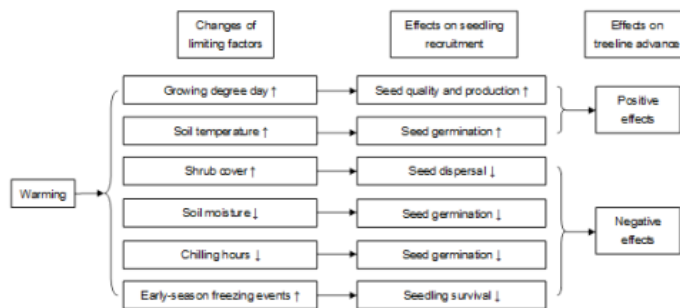 Changes of
limiting factors
Effects on seedling
recruitment
Effects on
treeline advance
Growing degree day ↑
Seed quality and production ↑
Positive
effects
Soil temperature ↑
Seed germination ↑
Shrub cover ↑
Seed dispersal ↓
Warming
Soil moisture ↓
Seed germination ↓
Negative
effects
Chilling hours ↓
Seed germination ↓
Early-season freezing events ↑
Seedling survival ↓